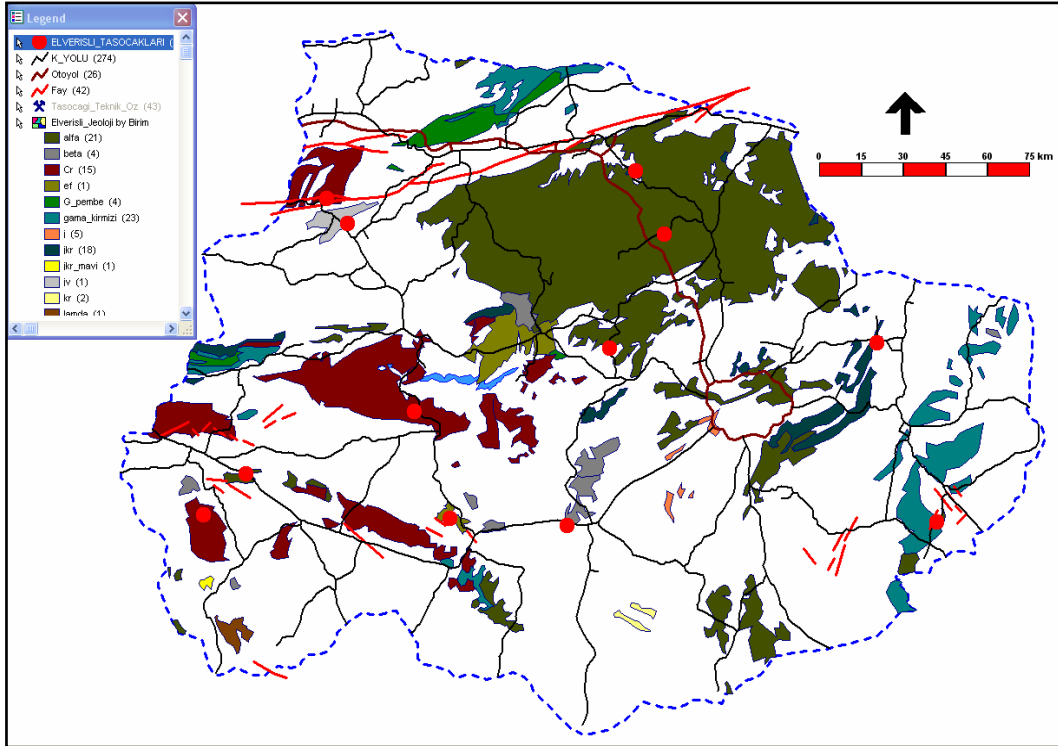 Legend
ELVERISLI_TASOCAKLARI (
K_YOLU (274)
Otoyol (26)
Fay (42)
Tasocagi_Teknik_Oz (43)
Elverisli_Jeoloji by Birim
alfa (21)
beta (4)
Cr (15)
ef (1)
G_pembe (4)
gama_kirmizi (23)
i (5)
ikr (18)
ikr_mavi (1)
iv (1)
kr (2)
lamda (1)
0 15 30 45 60 75 km